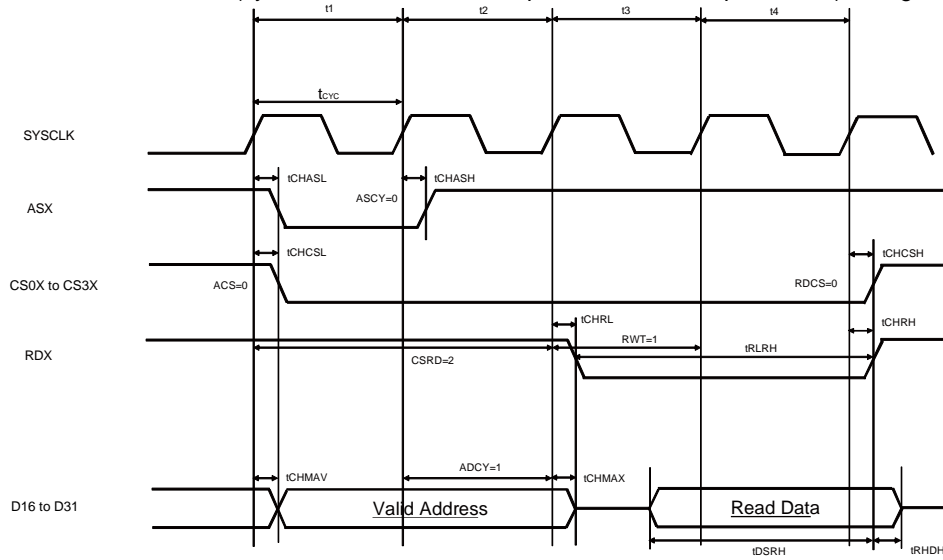 t1 t2 t3 t4
tCYC
SYSCLK
tCHASL tCHASH
ASCY=0
ASX
tCHCSL tCHCSH
CS0X to CS3X ACS=0 RDCS=0
tCHRL tCHRH
RWT=1
RDX CSRD=2 tRLRH
ADCY=1
tCHMAV tCHMAX
D16 to D31 Valid Address Read Data
tDSRH tRHDH